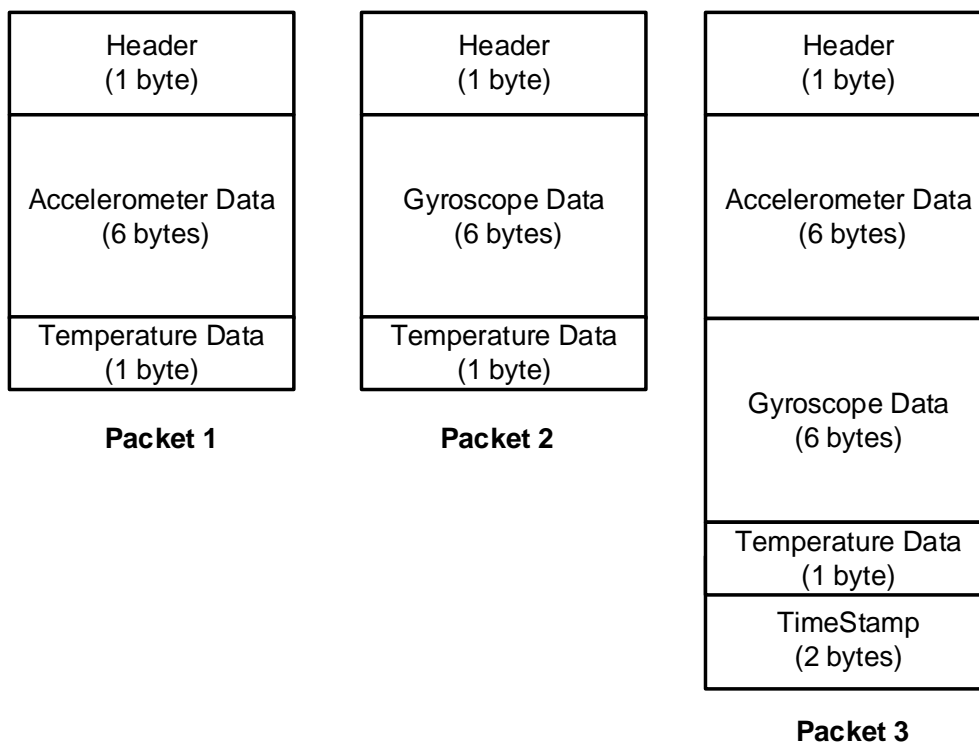 Header
(1 byte)
Accelerometer Data
(6 bytes)
Temperature Data
(1 byte)
Packet 1
Header
(1 byte)
Gyroscope Data
(6 bytes)
Temperature Data
(1 byte)
Packet 2
Header
(1 byte)
Accelerometer Data
(6 bytes)
Gyroscope Data
(6 bytes)
Temperature Data
(1 byte)
TimeStamp
(2 bytes)
Packet 3